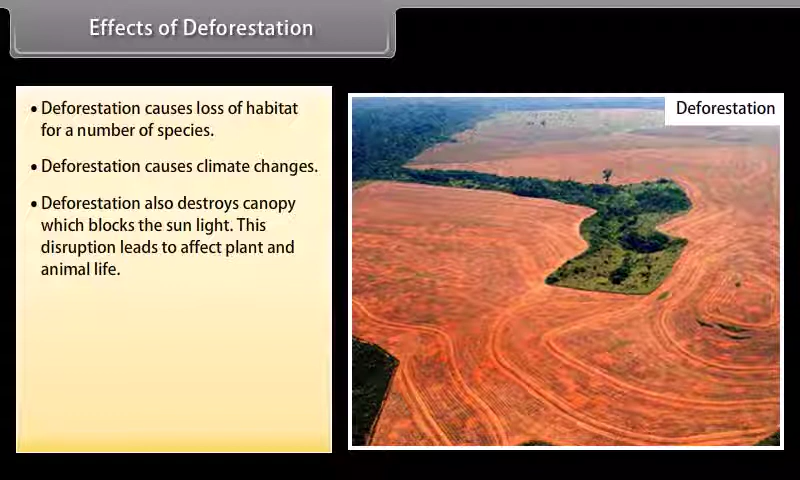 Effects of Deforestation
• Deforestation causes loss of habitat
for a number of species.
• Deforestation causes climate changes.
• Deforestation also destroys canopy
which blocks the sun light. This
disruption leads to affect plant and
animal life.
Deforestation